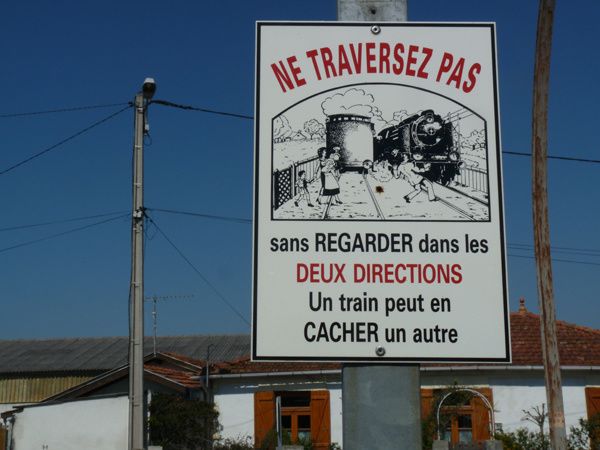 NE TRAVERSEZ PAS
sans REGARDER dans les
DEUX DIRECTIONS
Un train peut en
CACHER un autre